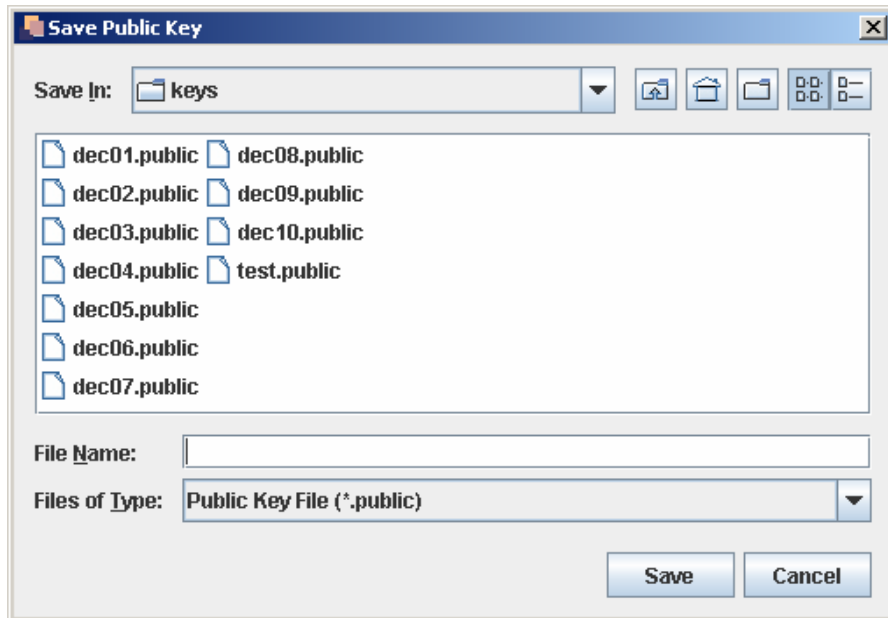 Save Public Key
Save In: keys
dec01.public dec08.public
dec02.public dec09.public
dec03.public dec10.public
dec04.public test.public
dec05.public
dec06.public
dec07.public
File Name:
Files of Type: Public Key File (*.public)
Save Cancel